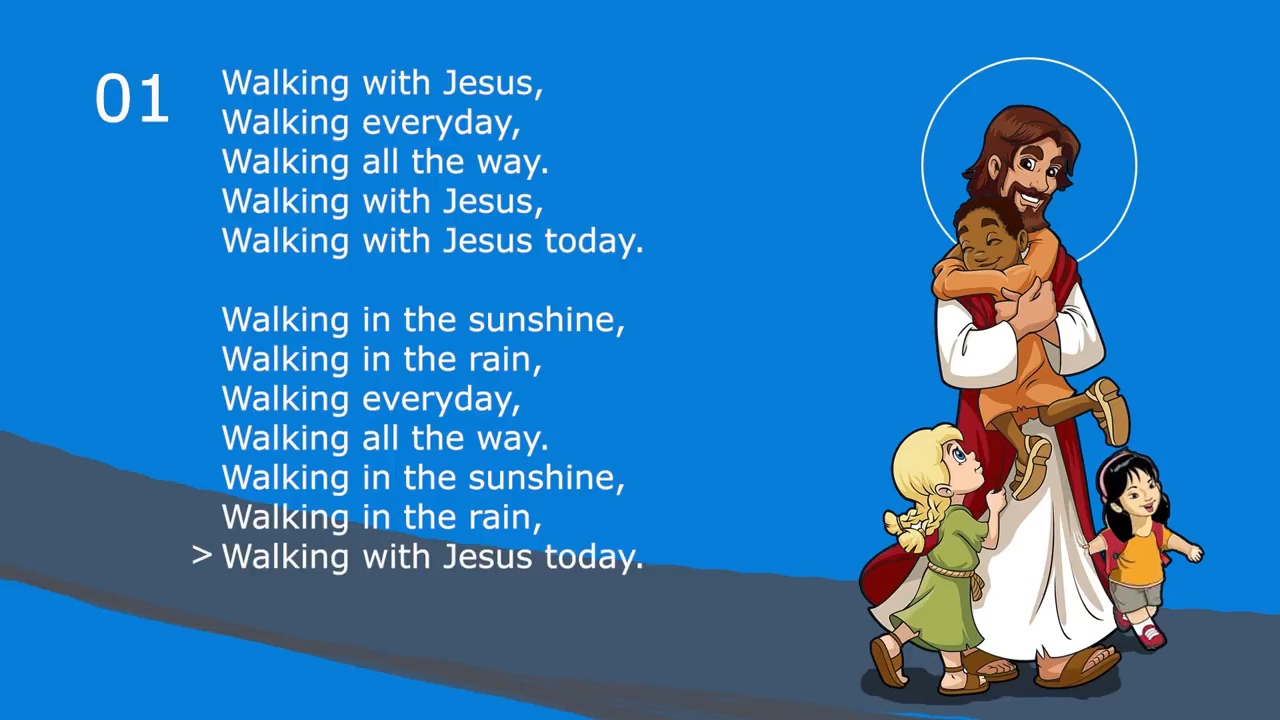 01
Walking with Jesus,
Walking everyday,
Walking all the way.
Walking with Jesus,
Walking with Jesus today.
Walking in the sunshine,
Walking in the rain,
Walking everyday,
Walking all the way.
Walking in the sunshine,
Walking in the rain,
> Walking with Jesus today.